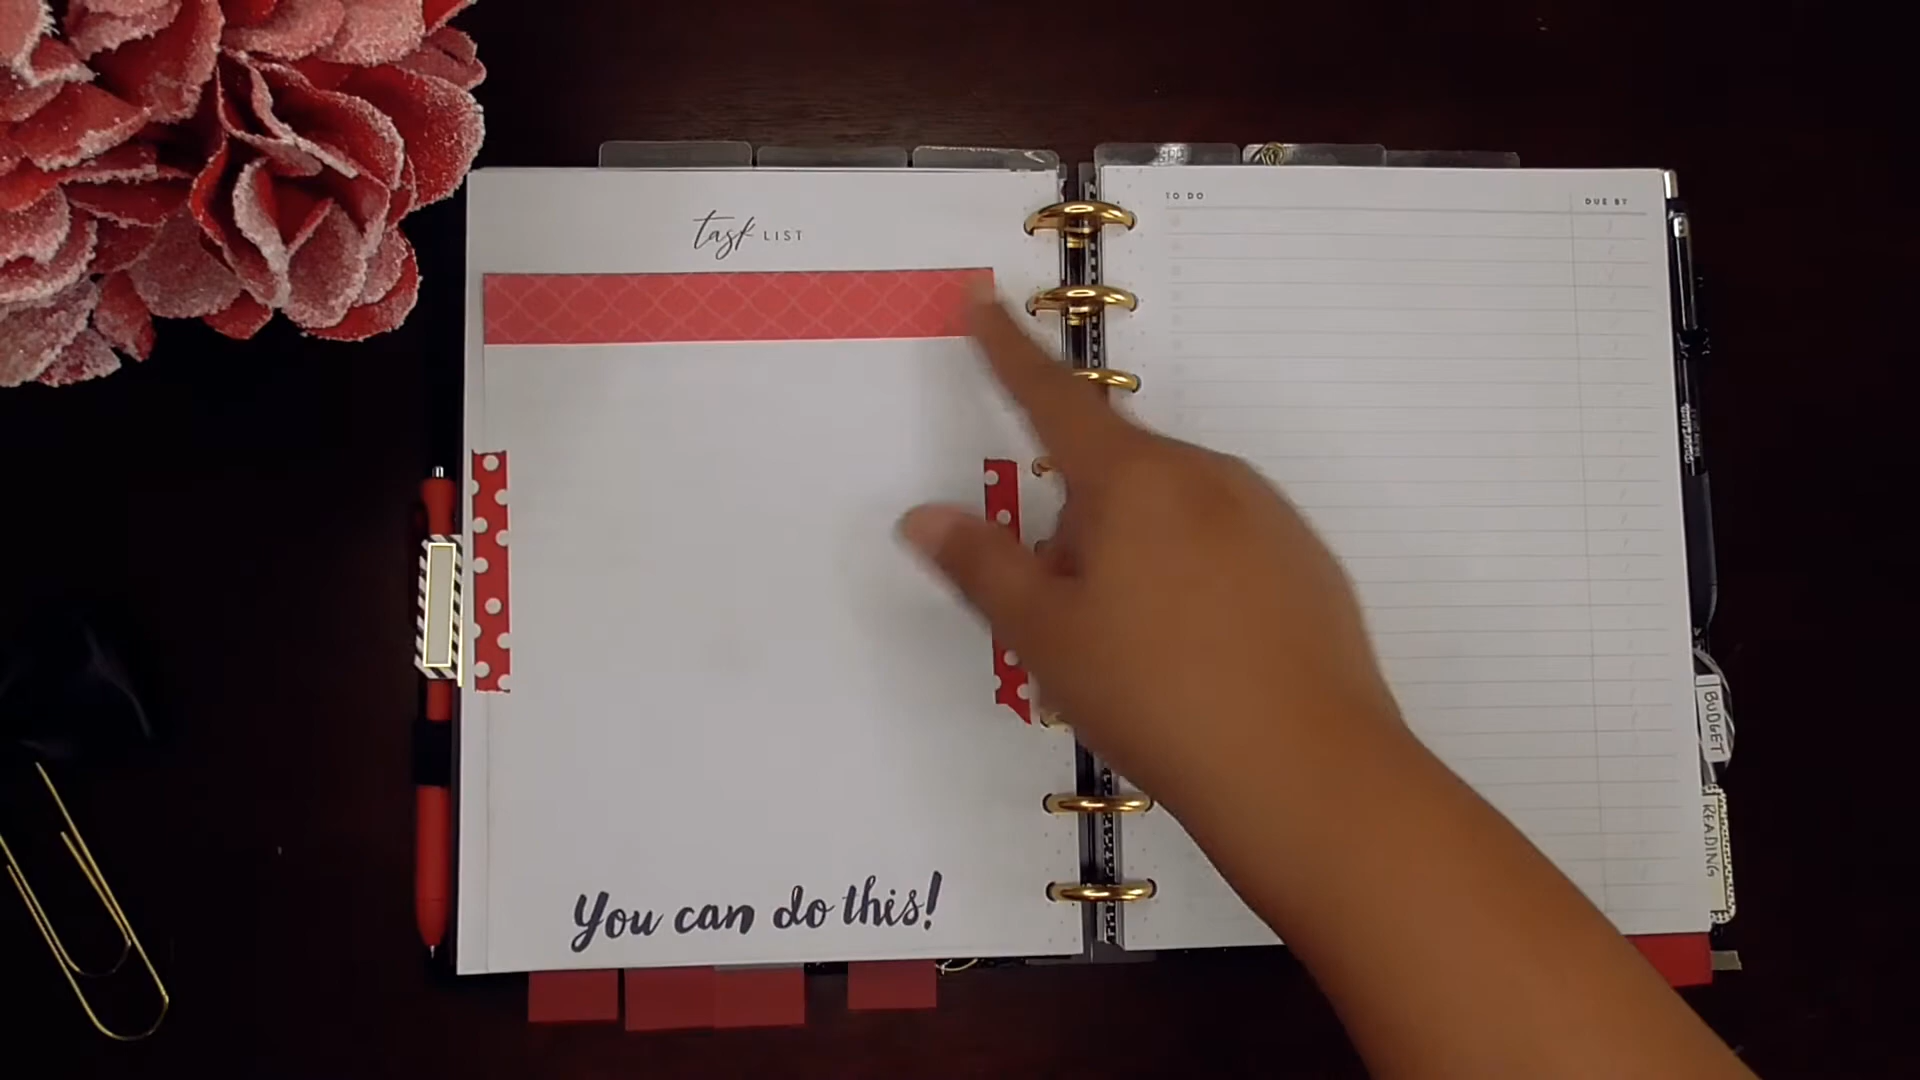 task LIST
You can do this!
TO DO
DUE BY
BUDGET
READING